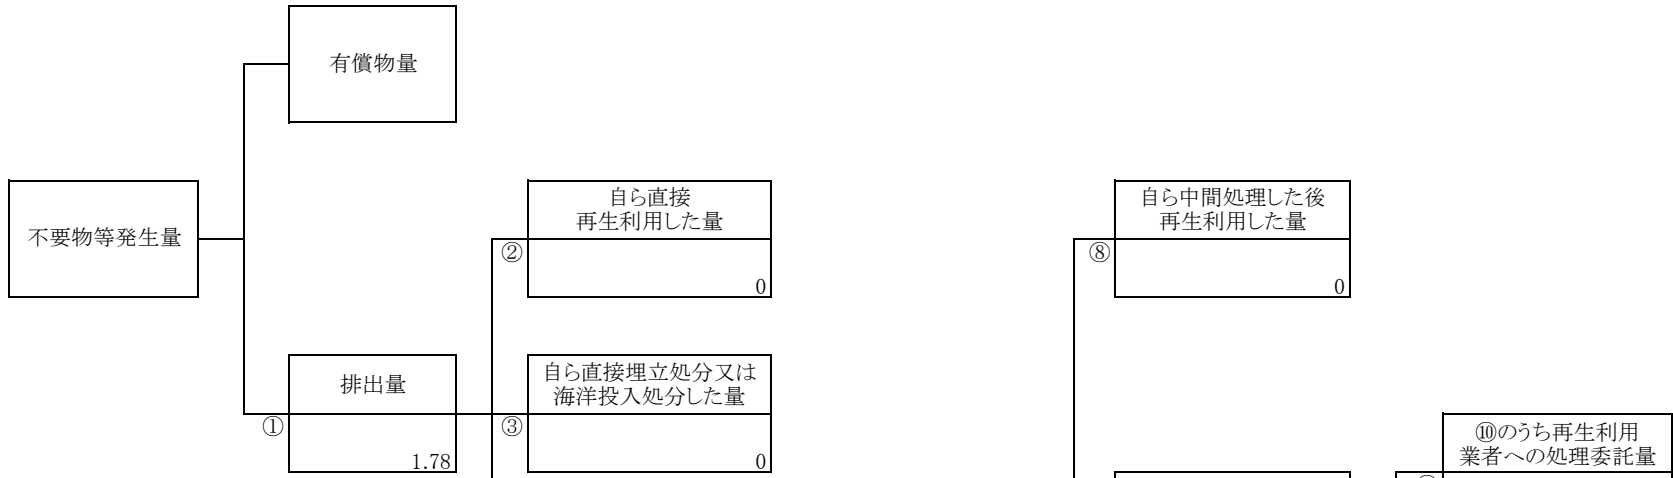 有償物量
不要物等発生量
自ら直接
再生利用した量
②
0
自ら中間処理した後
再生利用した量
⑧
0
排出量
①
1.78
自ら直接埋立処分又は
海洋投入処分した量
③
0
⑩のうち再生利用
業者への処理委託量